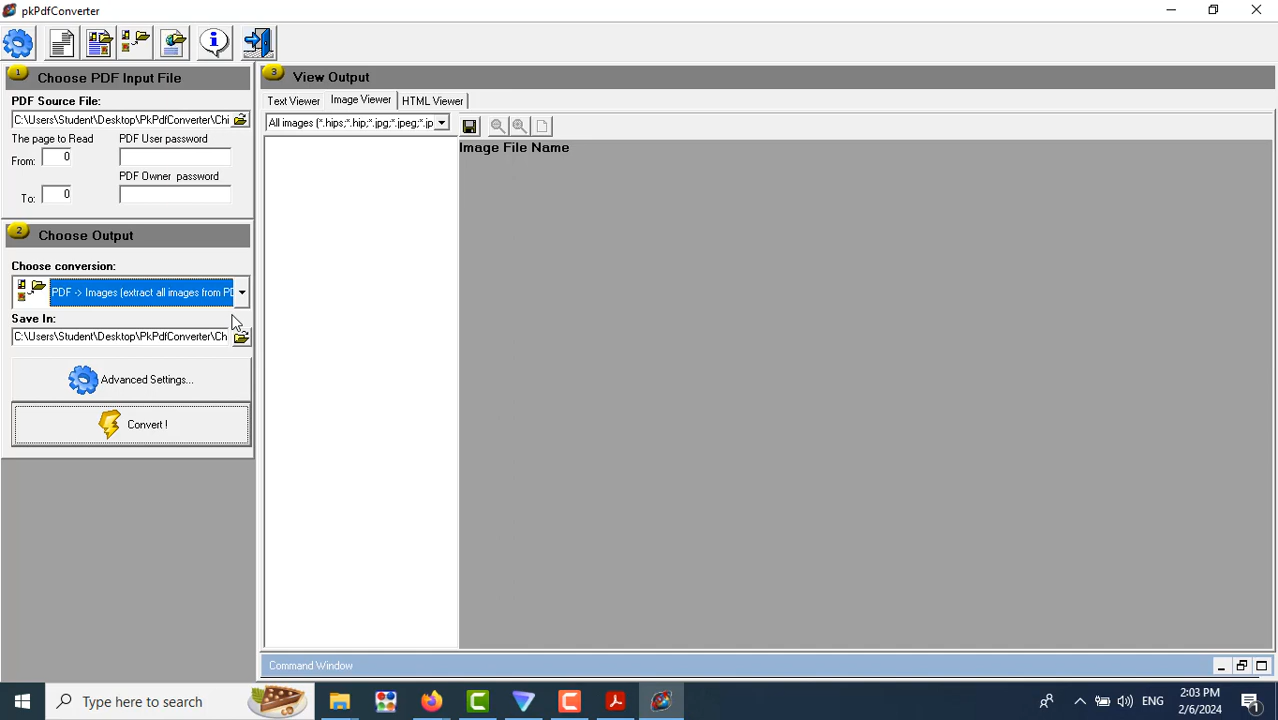 pkPdfConverter
1 Choose PDF Input File
PDF Source File:
C:\Users\Student\Desktop\PkPdfConverter\Chi
The page to Read
PDF User password
From: 0
PDF Owner password
To: 0
2 Choose Output
Choose conversion:
PDF -> Images (extract all images from PD
Save In:
C:\Users\Student\Desktop\PkPdfConverter\Ch
Advanced Settings...
Convert !
3 View Output
Text Viewer Image Viewer HTML Viewer
All images (*.hips;*.hip;*.jpg;*.jpeg;*.jp
Image File Name
Command Window
Type here to search
ENG
2:03 PM
2/6/2024
1